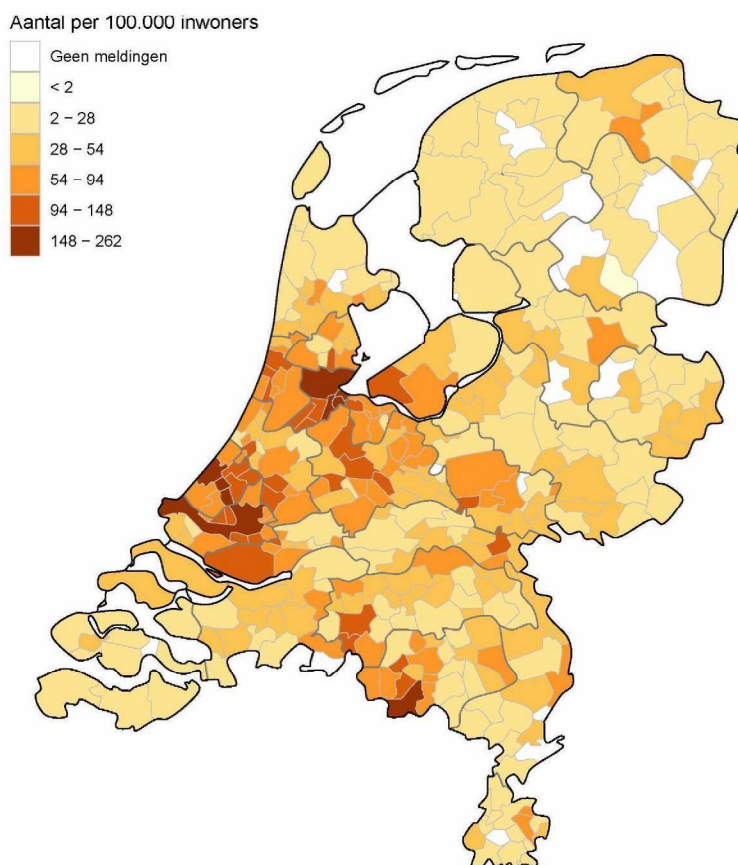 Aantal per 100.000 inwoners
Geen meldingen
< 2
2 – 28
28 – 54
54 – 94
94 – 148
148 – 262